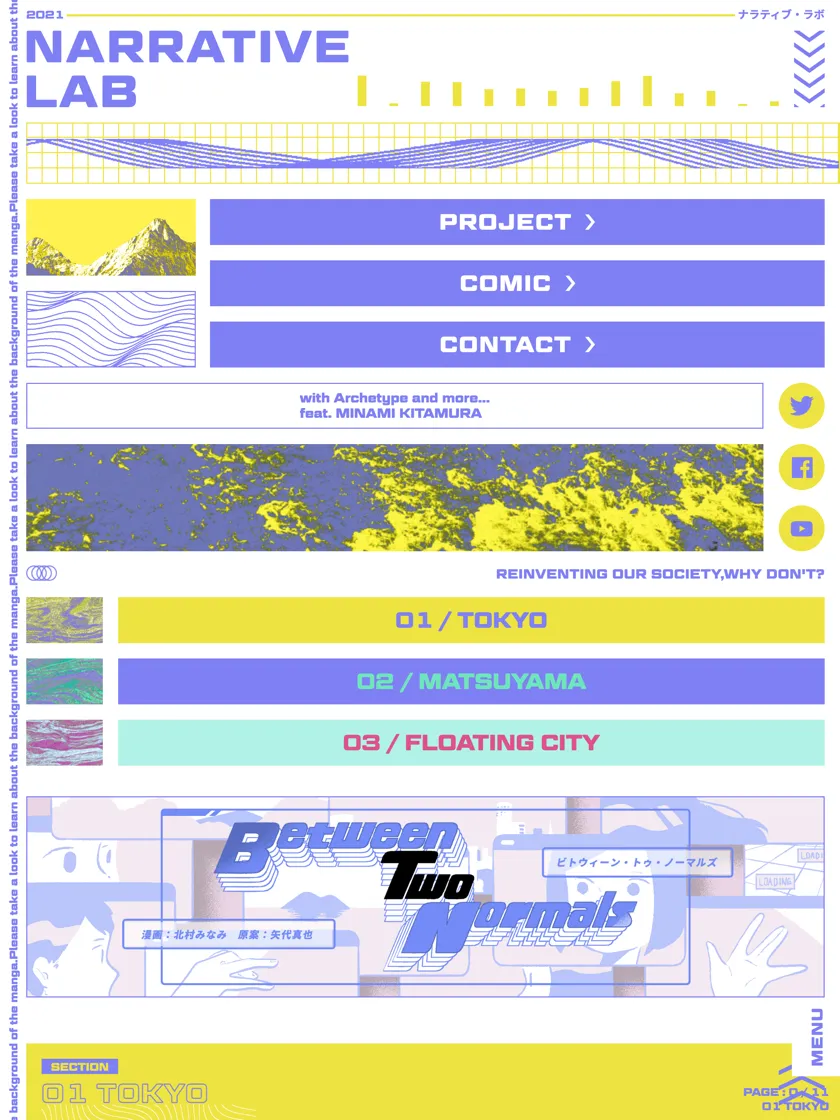 2021
ナラティブ・ラボ
NARRATIVE
LAB
PROJECT
COMIC
CONTACT
with Archetype and more...
feat. MINAMI KITAMURA
REINVENTING OUR SOCIETY,WHY DON'T?
01 / TOKYO
02 / MATSUYAMA
03 / FLOATING CITY
Between
Two
Normals
ビトウィーン・トゥ・ノーマルズ
LOADI
LOADING
漫画：北村みなみ 原案：矢代真也
MENU
SECTION
01 TOKYO
PAGE : 0 / 11
01 TOKYO
background of the manga.Please take a look to learn about the background of the manga.Please take a look to learn about the background of the manga.Please take a look to learn about the